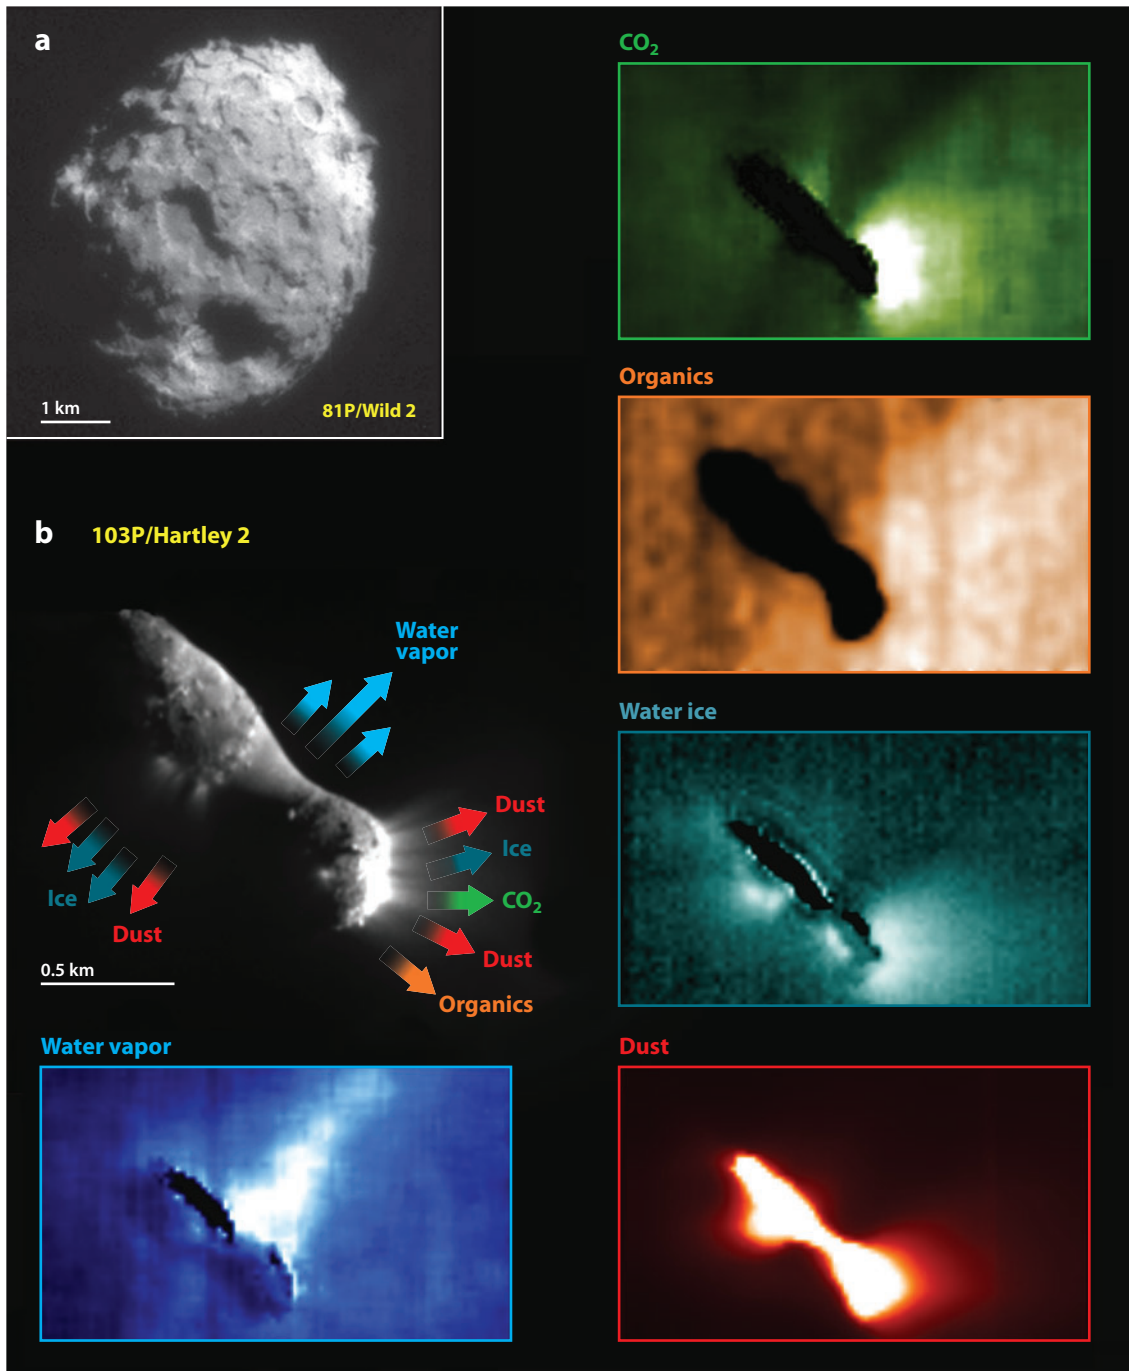 a
1 km
81P/Wild 2
CO₂
Organics
b
103P/Hartley 2
Water
vapor
Dust
Ice
CO₂
Dust
Organics
Ice
Dust
0.5 km
Water ice
Water vapor
Dust